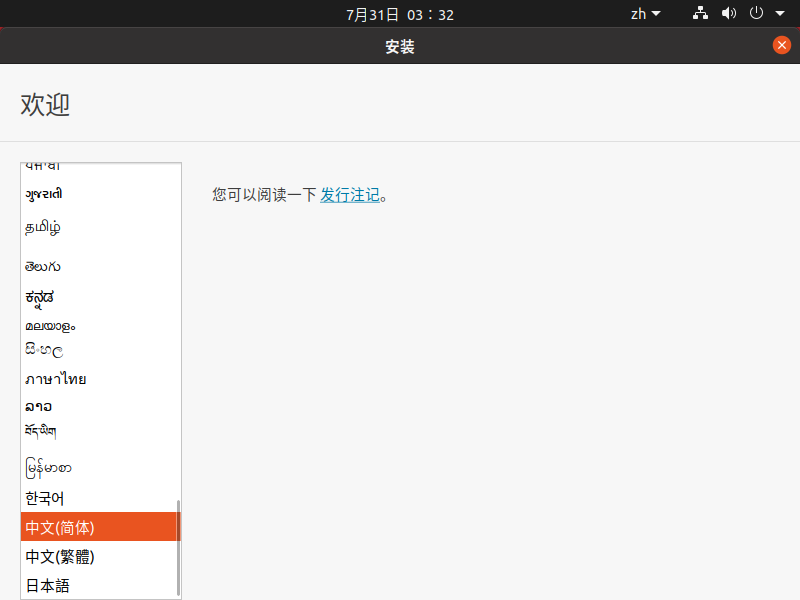 7月31日 03：32
zh
安装
欢迎
ગુજરાતી
தமிழ்
తెలుగు
ಕನ್ನಡ
മലയാളം
සිංහල
ภาษาไทย
ລາວ
བོད་ཡིག
မြန်မာစာ
한국어
中文(简体)
中文(繁體)
日本語
您可以阅读一下 发行注记。